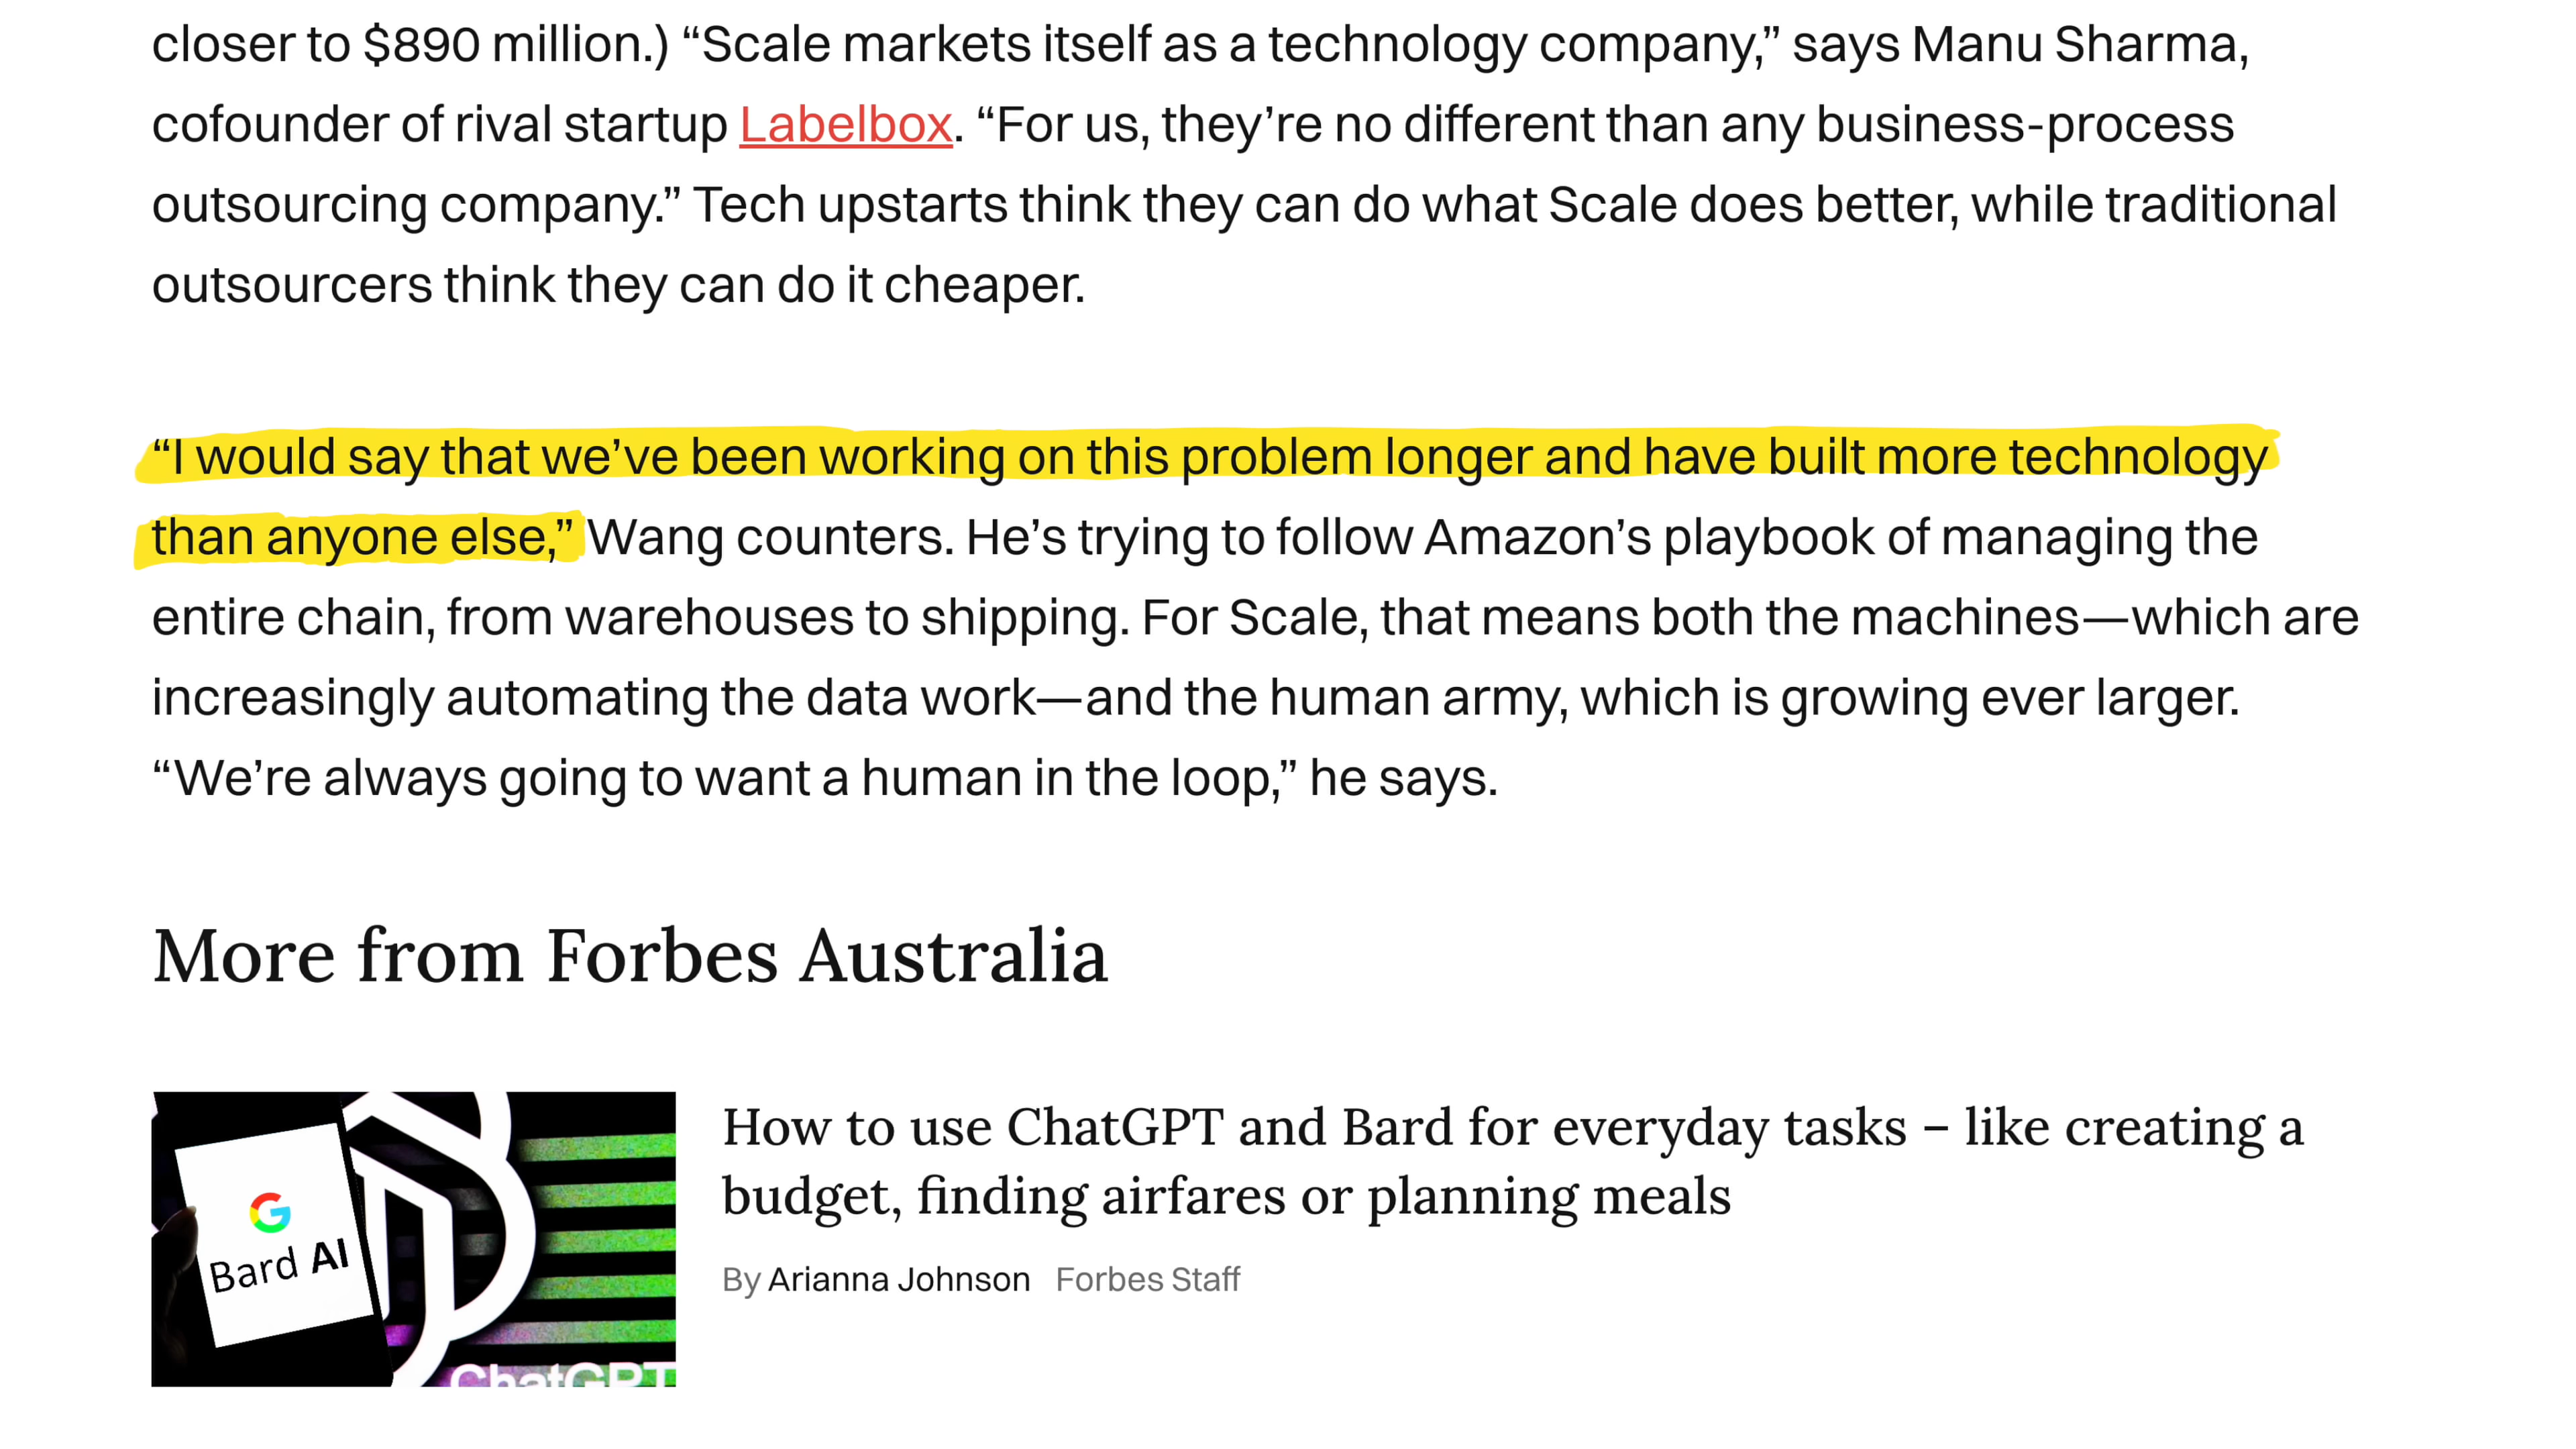 closer to $890 million.) “Scale markets itself as a technology company,” says Manu Sharma,
cofounder of rival startup Labelbox. “For us, they’re no different than any business-process
outsourcing company.” Tech upstarts think they can do what Scale does better, while traditional
outsourcers think they can do it cheaper.
“I would say that we’ve been working on this problem longer and have built more technology
than anyone else,” Wang counters. He’s trying to follow Amazon’s playbook of managing the
entire chain, from warehouses to shipping. For Scale, that means both the machines—which are
increasingly automating the data work—and the human army, which is growing ever larger.
“We’re always going to want a human in the loop,” he says.
More from Forbes Australia
G
Bard AI
ChatGPT
How to use ChatGPT and Bard for everyday tasks – like creating a
budget, finding airfares or planning meals
By Arianna Johnson Forbes Staff